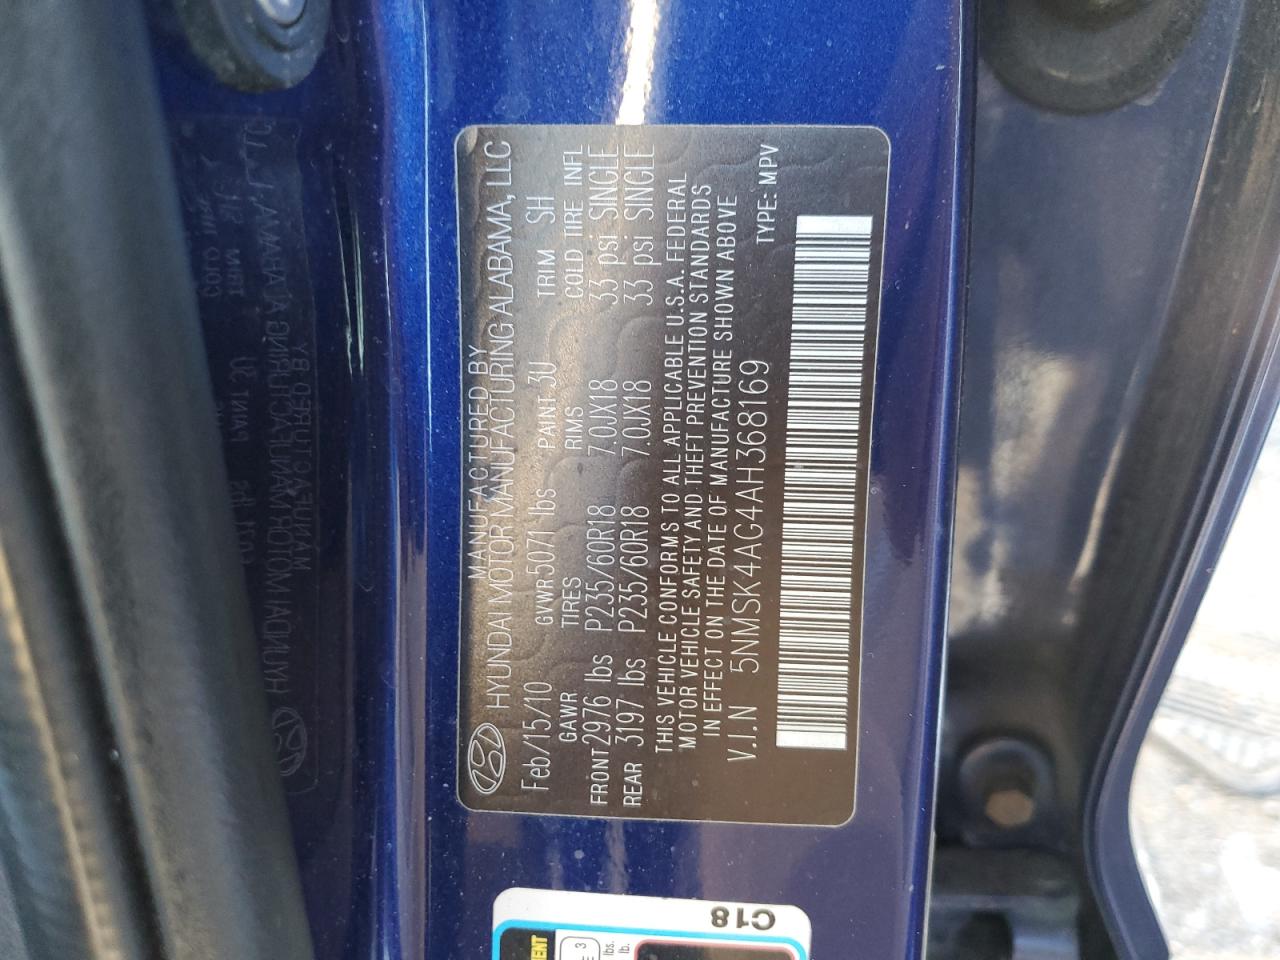 MANUFACTURED BY
HYUNDAI MOTOR MANUFACTURING ALABAMA, LLC
Feb/15/10 GVWR 5071 lbs PAINT 3U TRIM SH
GAWR TIRES RIMS COLD TIRE INFL
FRONT 2976 lbs P235/60R18 7.0JX18 33 psi SINGLE
REAR 3197 lbs P235/60R18 7.0JX18 33 psi SINGLE
THIS VEHICLE CONFORMS TO ALL APPLICABLE U.S.A. FEDERAL
MOTOR VEHICLE SAFETY AND THEFT PREVENTION STANDARDS
IN EFFECT ON THE DATE OF MANUFACTURE SHOWN ABOVE
V.I.N 5NMSK4AG4AH368169 TYPE: MPV
C18
3
lbs.
lb.